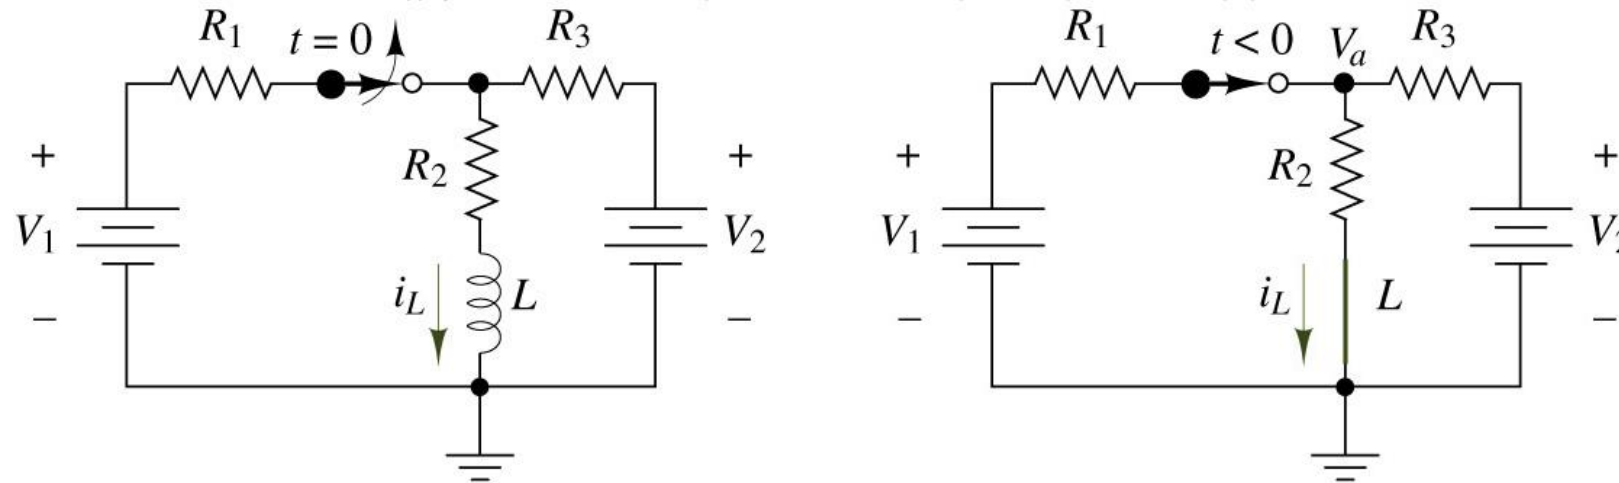 R1 t = 0 R3
R1 t < 0 Va R3
+ R2 +
V1 V2
iL L
− −
+ R2 +
V1
iL L
− −